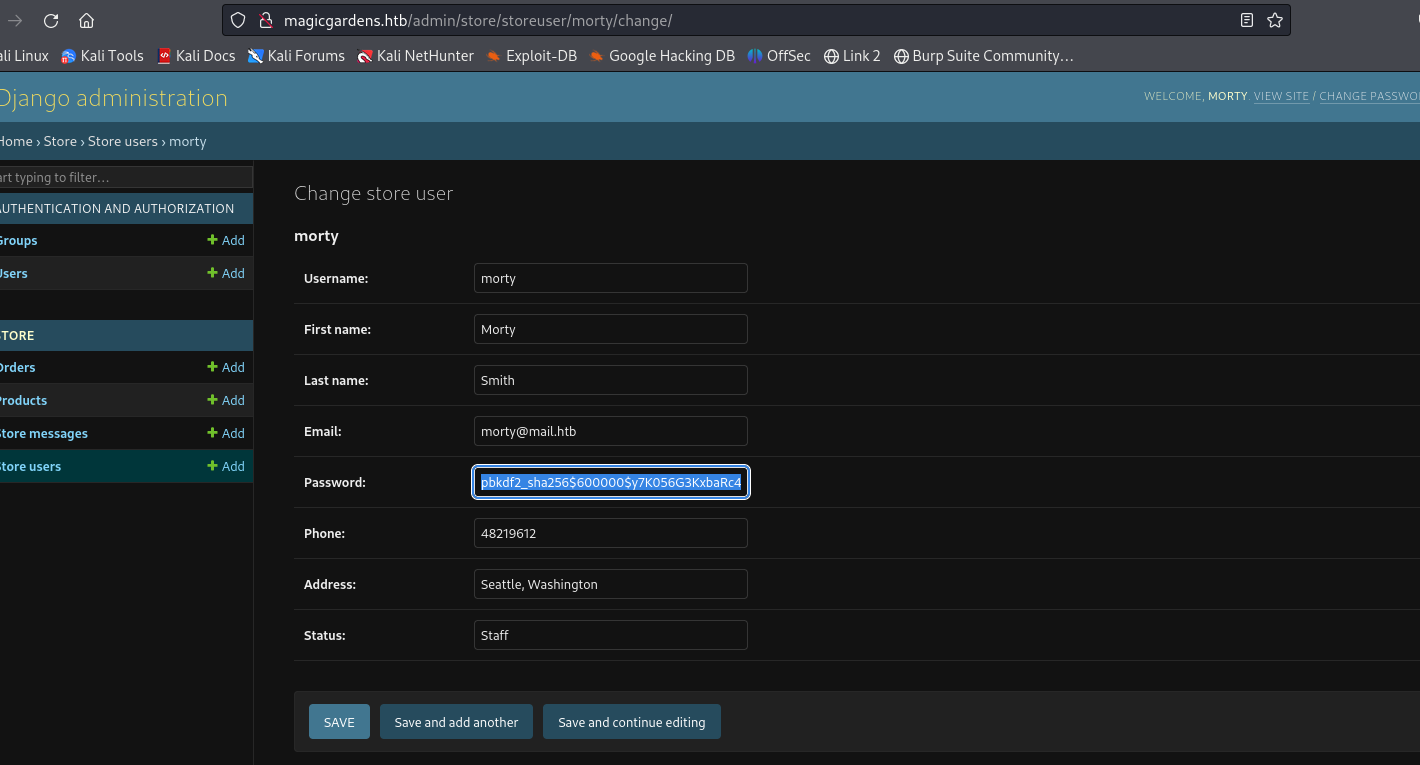 magicgardens.htb/admin/store/storeuser/morty/change/
ali Linux Kali Tools Kali Docs Kali Forums Kali NetHunter Exploit-DB Google Hacking DB OffSec Link 2 Burp Suite Community…
Django administration
WELCOME, MORTY. VIEW SITE / CHANGE PASSWO
Home › Store › Store users › morty
art typing to filter…
AUTHENTICATION AND AUTHORIZATION
Groups + Add
Users + Add
STORE
Orders + Add
Products + Add
Store messages + Add
Store users + Add
Change store user
morty
Username: morty
First name: Morty
Last name: Smith
Email: morty@mail.htb
Password: pbkdf2_sha256$600000$y7K056G3KxbaRc4
Phone: 48219612
Address: Seattle, Washington
Status: Staff
SAVE Save and add another Save and continue editing